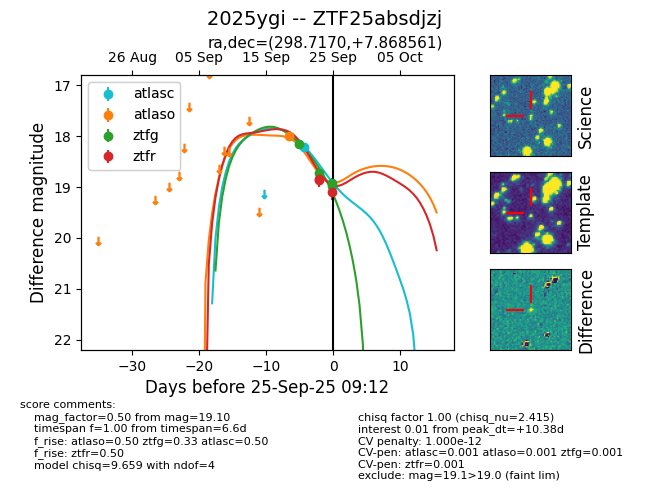 2025ygi -- ZTF25absdjzj
ra,dec=(298.7170,+7.868561)
26 Aug 05 Sep 15 Sep 25 Sep 05 Oct
17
18
19
20
21
22
Difference magnitude
atlasc
atlaso
ztfg
ztfr
−30 −20 −10 0 10
Days before 25-Sep-25 09:12
Science
Template
Difference
score comments:
mag_factor=0.50 from mag=19.10
timespan f=1.00 from timespan=6.6d
f_rise: atlaso=0.50 ztfg=0.33 atlasc=0.50
f_rise: ztfr=0.50
model chisq=9.659 with ndof=4
chisq factor 1.00 (chisq_nu=2.415)
interest 0.01 from peak_dt=+10.38d
CV penalty: 1.000e-12
CV-pen: atlasc=0.001 atlaso=0.001 ztfg=0.001
CV-pen: ztfr=0.001
exclude: mag=19.1>19.0 (faint lim)